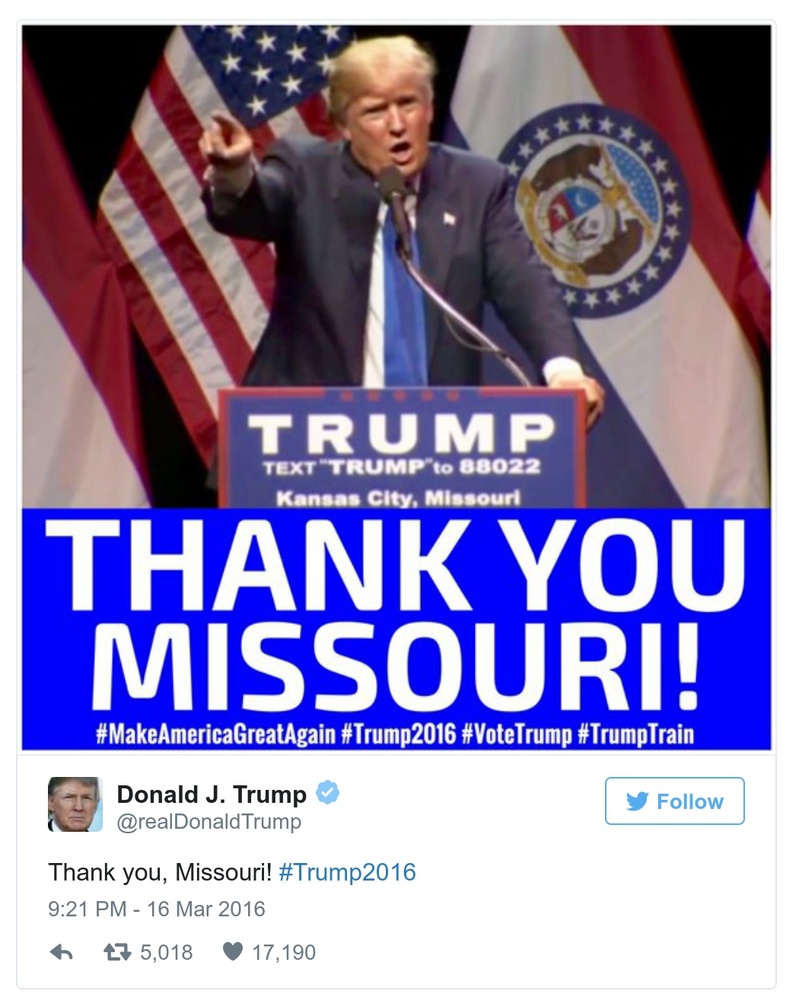 TRUMP
TEXT "TRUMP" to 88022
Kansas City, Missouri
THANK YOU
MISSOURI!
#MakeAmericaGreatAgain #Trump2016 #VoteTrump #TrumpTrain
Donald J. Trump
@realDonaldTrump
Follow
Thank you, Missouri! #Trump2016
9:21 PM - 16 Mar 2016
5,018 17,190